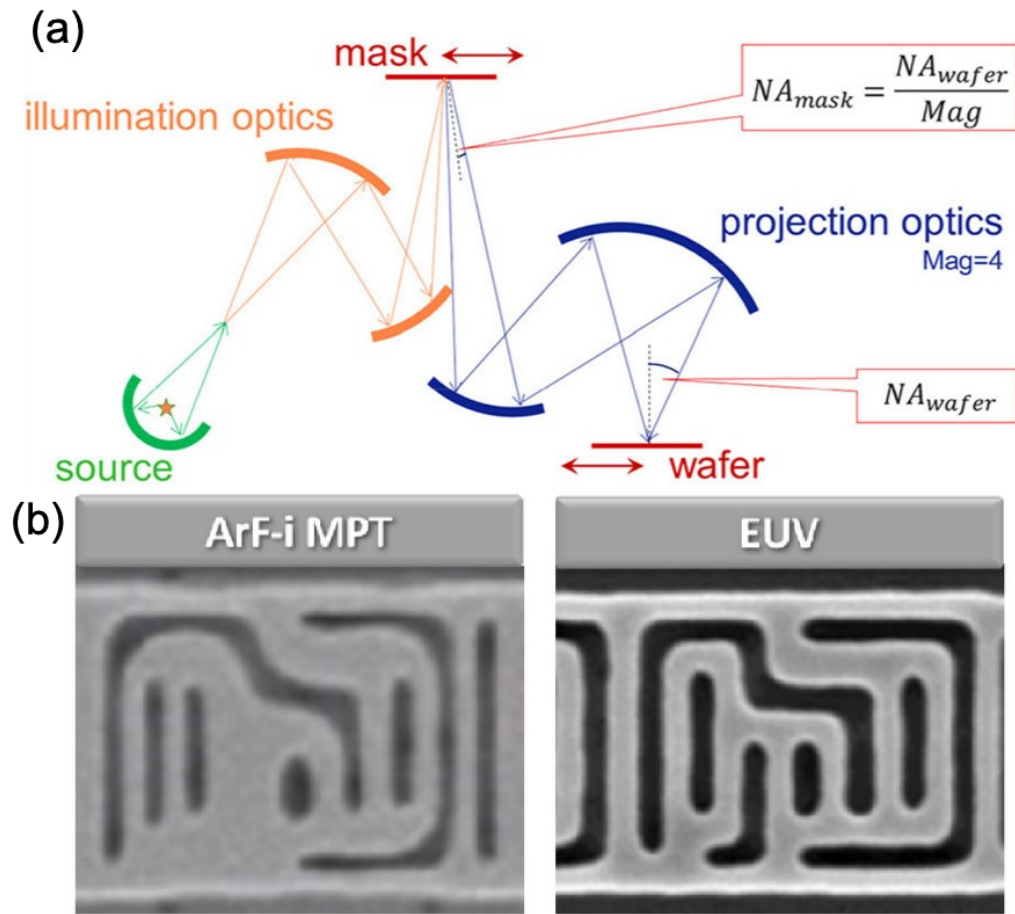 (a)
mask
illumination optics
NA_mask = NA_wafer / Mag
projection optics
Mag=4
NA_wafer
source
wafer
(b)
ArF-i MPT
EUV